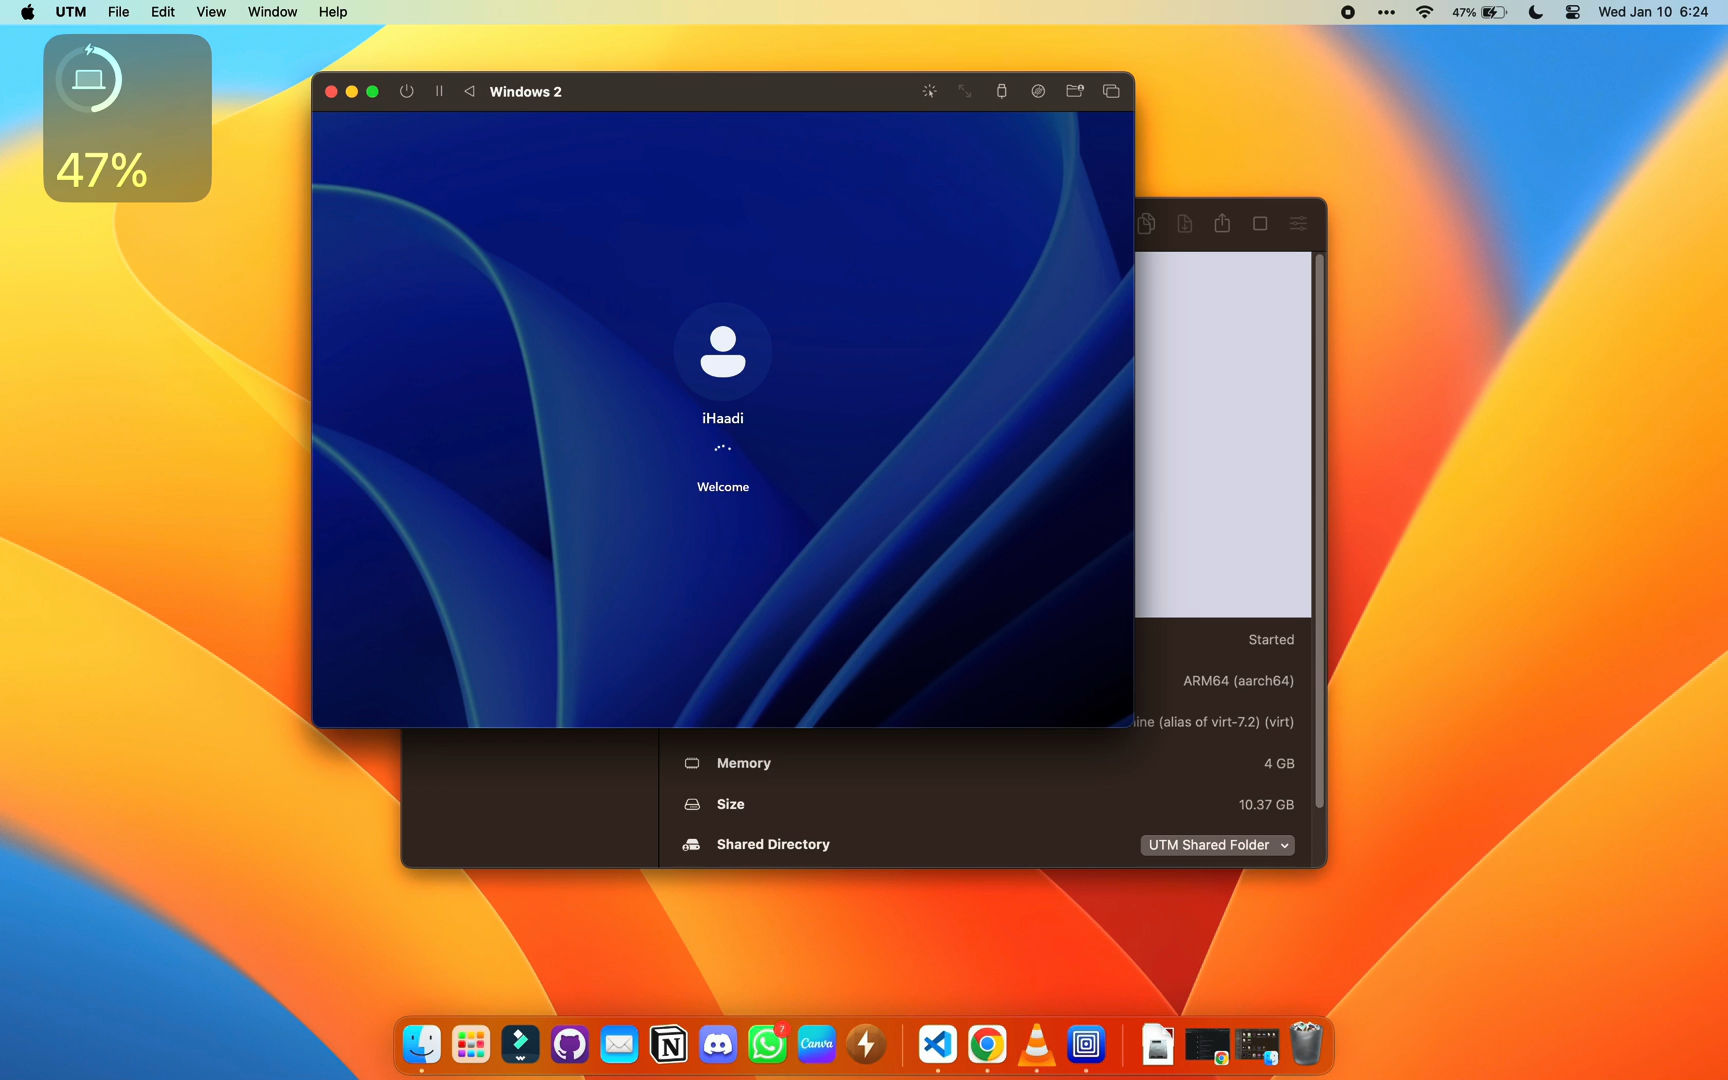 UTM File Edit View Window Help
47% Wed Jan 10 6:24
47%
Windows 2
iHaadi
Welcome
Started
ARM64 (aarch64)
ine (alias of virt-7.2) (virt)
Memory 4 GB
Size 10.37 GB
Shared Directory UTM Shared Folder
7
Canva